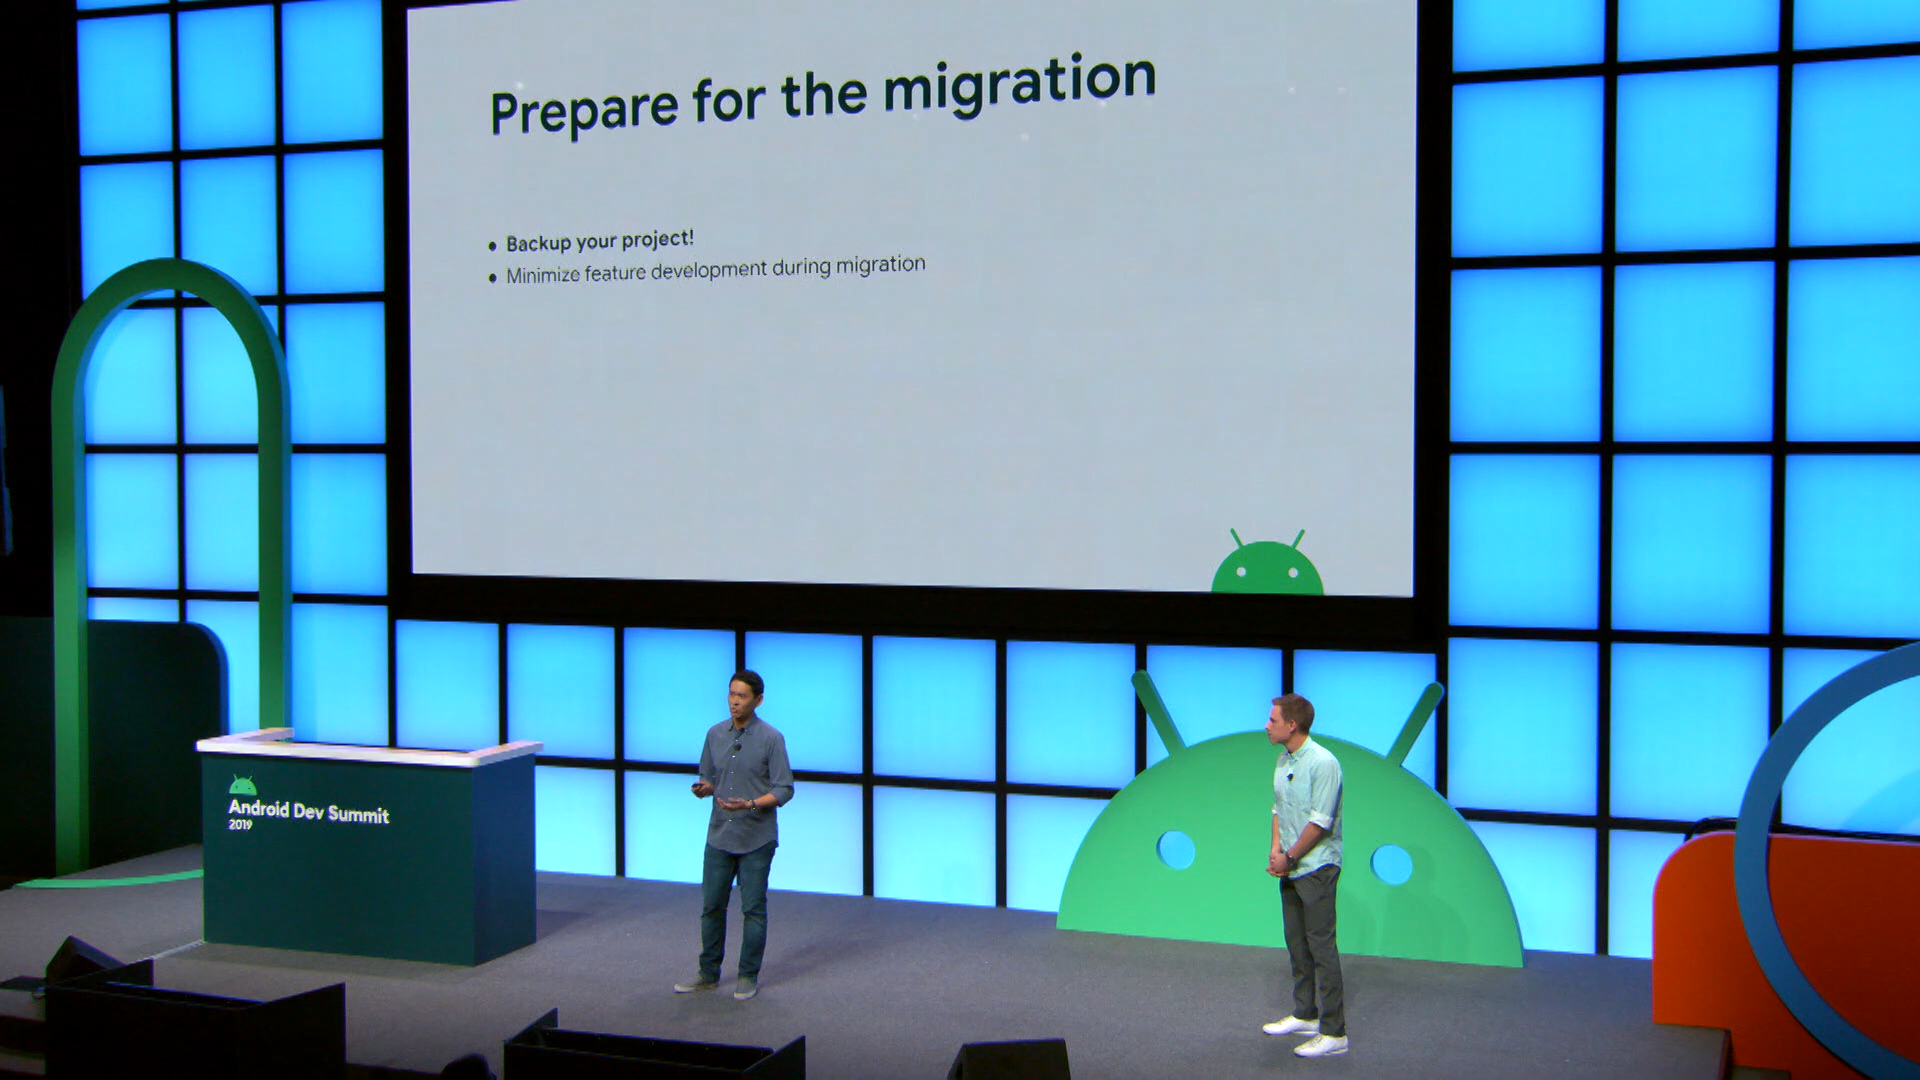 Prepare for the migration
• Backup your project!
• Minimize feature development during migration
Android Dev Summit
2019